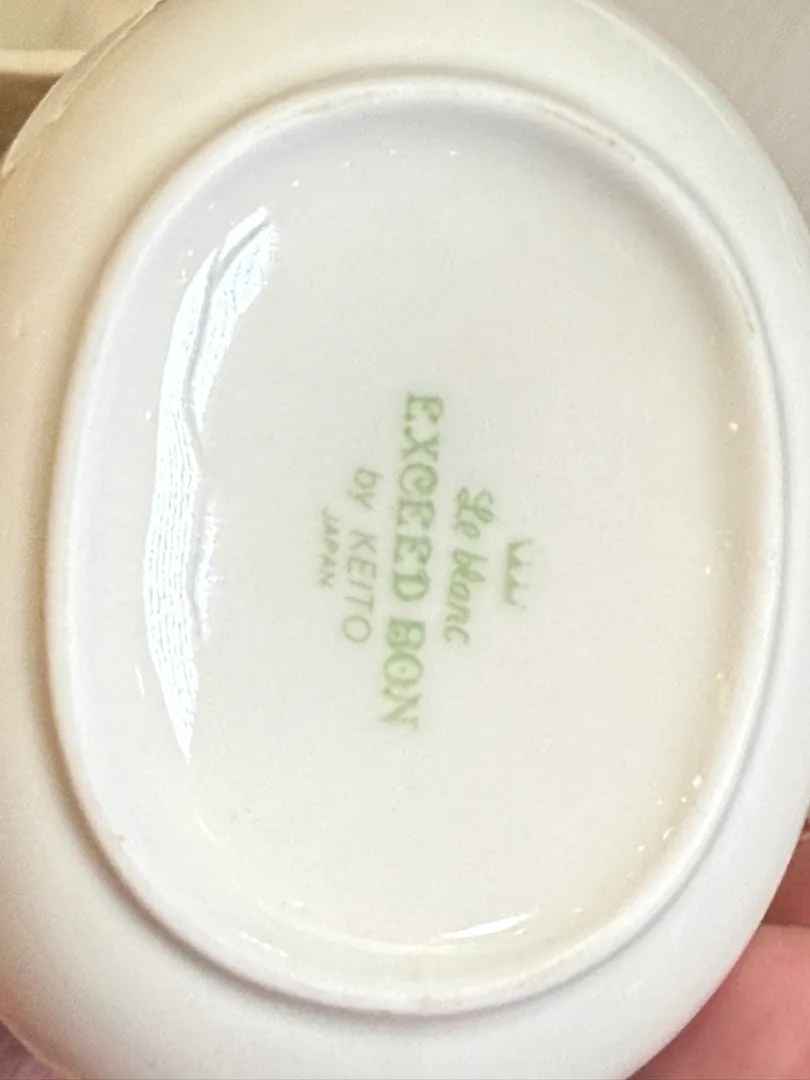 Le blanc
EXCEED BON
by KEITO
JAPAN